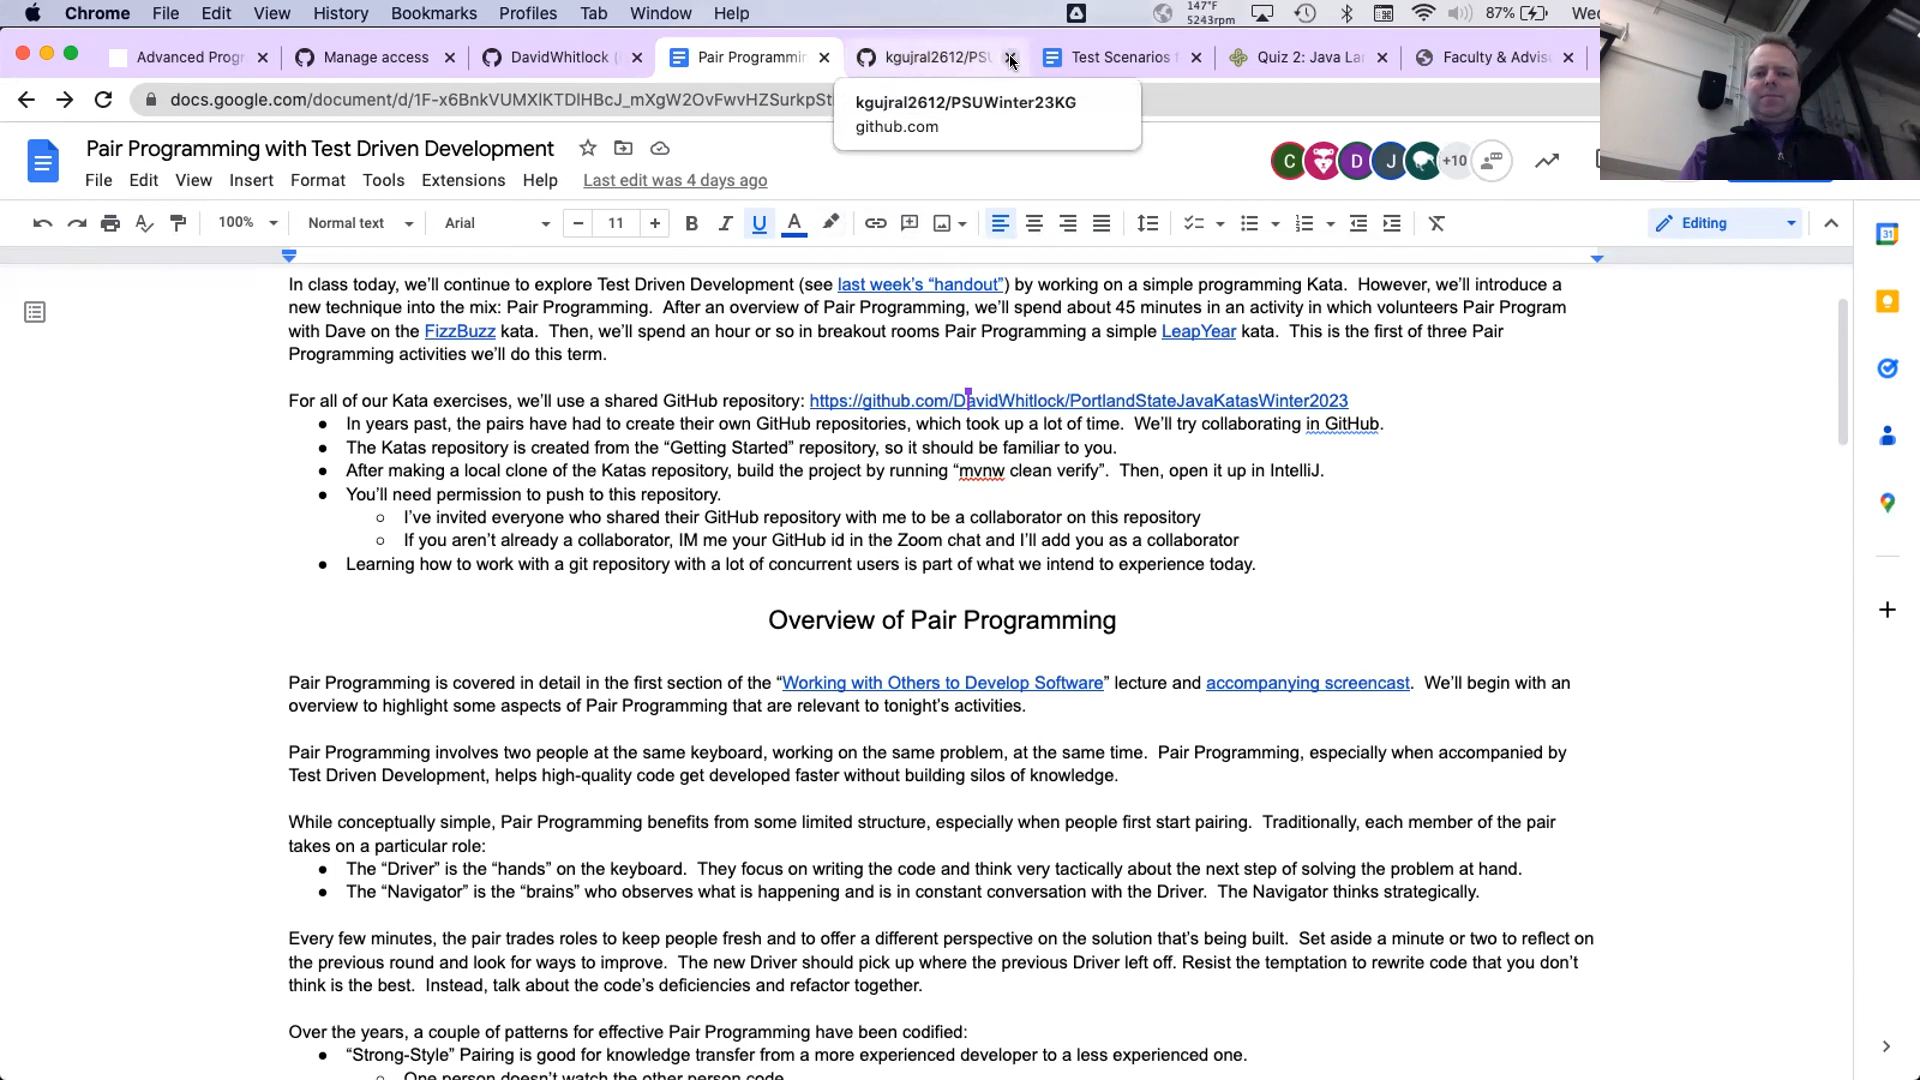 Chrome File Edit View History Bookmarks Profiles Tab Window Help 147°F 5243rpm 87% Wec
Advanced Progr Manage access DavidWhitlock ( Pair Programmin kgujral2612/PSU Test Scenarios f Quiz 2: Java Lan Faculty & Advis
docs.google.com/document/d/1F-x6BnkVUMXIKTDlHBcJ_mXgW2OvFwvHZSurkpSt
kgujral2612/PSUWinter23KG
github.com
Pair Programming with Test Driven Development
C D J +10
File Edit View Insert Format Tools Extensions Help Last edit was 4 days ago
100% Normal text Arial 11 B I U A Editing
31
In class today, we’ll continue to explore Test Driven Development (see last week’s “handout”) by working on a simple programming Kata. However, we’ll introduce a
new technique into the mix: Pair Programming. After an overview of Pair Programming, we’ll spend about 45 minutes in an activity in which volunteers Pair Program
with Dave on the FizzBuzz kata. Then, we’ll spend an hour or so in breakout rooms Pair Programming a simple LeapYear kata. This is the first of three Pair
Programming activities we’ll do this term.
For all of our Kata exercises, we’ll use a shared GitHub repository: https://github.com/DavidWhitlock/PortlandStateJavaKatasWinter2023
● In years past, the pairs have had to create their own GitHub repositories, which took up a lot of time. We’ll try collaborating in GitHub.
● The Katas repository is created from the “Getting Started” repository, so it should be familiar to you.
● After making a local clone of the Katas repository, build the project by running “mvnw clean verify”. Then, open it up in IntelliJ.
● You’ll need permission to push to this repository.
○ I’ve invited everyone who shared their GitHub repository with me to be a collaborator on this repository
○ If you aren’t already a collaborator, IM me your GitHub id in the Zoom chat and I’ll add you as a collaborator
● Learning how to work with a git repository with a lot of concurrent users is part of what we intend to experience today.
Overview of Pair Programming
Pair Programming is covered in detail in the first section of the “Working with Others to Develop Software” lecture and accompanying screencast. We’ll begin with an
overview to highlight some aspects of Pair Programming that are relevant to tonight’s activities.
Pair Programming involves two people at the same keyboard, working on the same problem, at the same time. Pair Programming, especially when accompanied by
Test Driven Development, helps high-quality code get developed faster without building silos of knowledge.
While conceptually simple, Pair Programming benefits from some limited structure, especially when people first start pairing. Traditionally, each member of the pair
takes on a particular role:
● The “Driver” is the “hands” on the keyboard. They focus on writing the code and think very tactically about the next step of solving the problem at hand.
● The “Navigator” is the “brains” who observes what is happening and is in constant conversation with the Driver. The Navigator thinks strategically.
Every few minutes, the pair trades roles to keep people fresh and to offer a different perspective on the solution that’s being built. Set aside a minute or two to reflect on
the previous round and look for ways to improve. The new Driver should pick up where the previous Driver left off. Resist the temptation to rewrite code that you don’t
think is the best. Instead, talk about the code’s deficiencies and refactor together.
Over the years, a couple of patterns for effective Pair Programming have been codified:
● “Strong-Style” Pairing is good for knowledge transfer from a more experienced developer to a less experienced one.
○ One person doesn’t watch the other person code